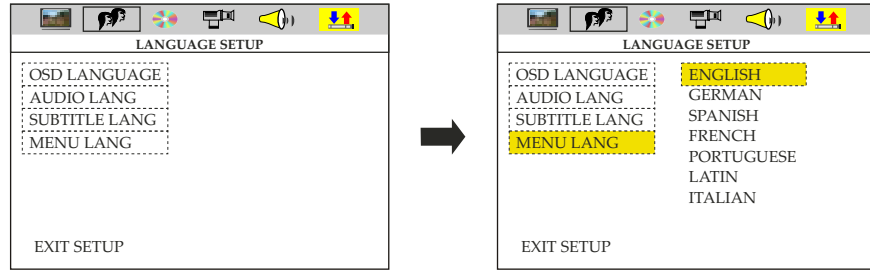 LANGUAGE SETUP
OSD LANGUAGE
AUDIO LANG
SUBTITLE LANG
MENU LANG
EXIT SETUP
LANGUAGE SETUP
OSD LANGUAGE
AUDIO LANG
SUBTITLE LANG
MENU LANG
ENGLISH
GERMAN
SPANISH
FRENCH
PORTUGUESE
LATIN
ITALIAN
EXIT SETUP